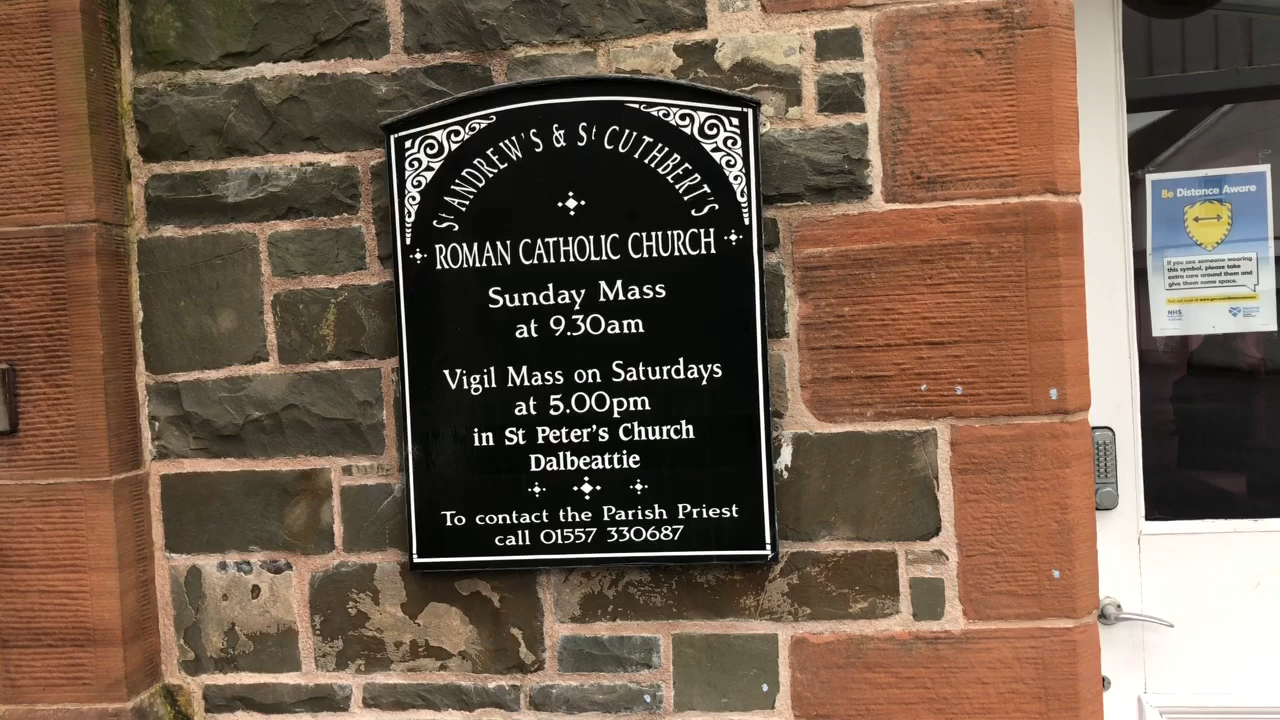 St ANDREW'S & St CUTHBERT'S
ROMAN CATHOLIC CHURCH
Sunday Mass
at 9.30am
Vigil Mass on Saturdays
at 5.00pm
in St Peter's Church
Dalbeattie
To contact the Parish Priest
call 01557 330687
Be Distance Aware
If you see someone wearing
this symbol, please take
extra care around them and
give them some space.
NHS